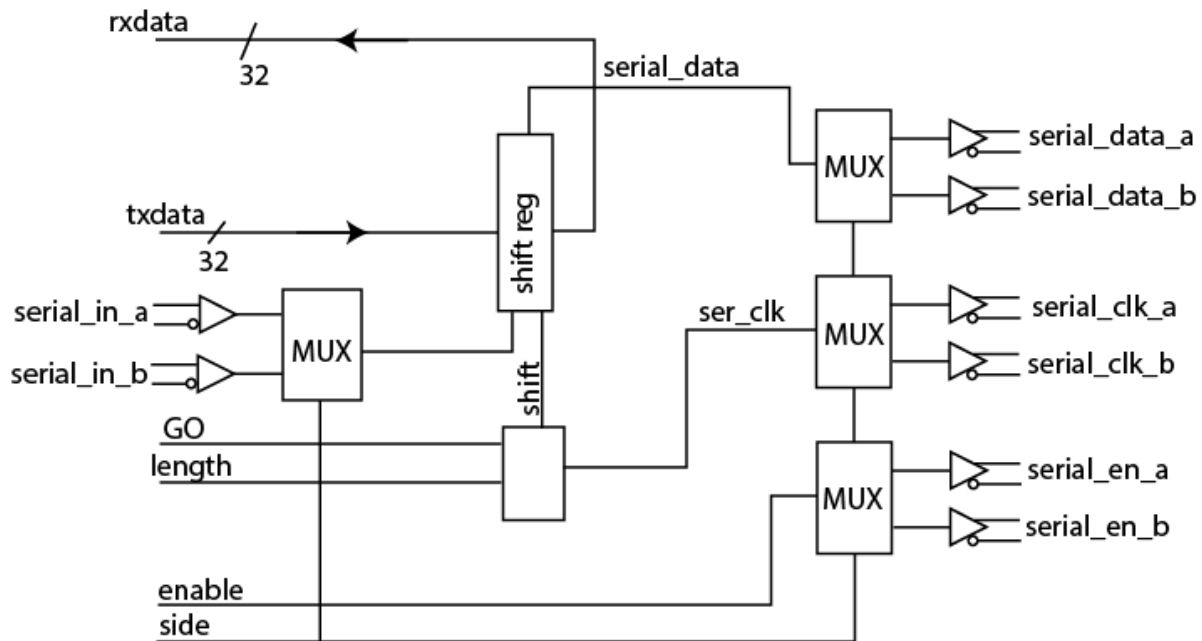 rxdata
32
serial_data
MUX
serial_data_a
serial_data_b
txdata
32
shift reg
serial_in_a
serial_in_b
MUX
ser_clk
MUX
serial_clk_a
serial_clk_b
shift
GO
length
MUX
serial_en_a
serial_en_b
enable
side